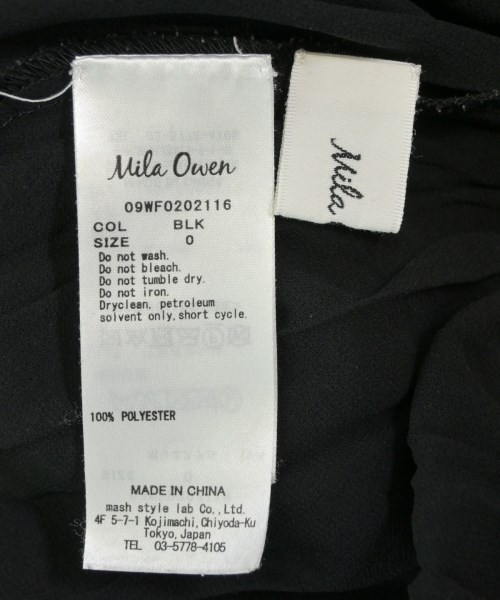 Mila Owen
09WF0202116
COL BLK
SIZE 0
Do not wash.
Do not bleach.
Do not tumble dry.
Do not iron.
Dryclean, petroleum
solvent only, short cycle.
100% POLYESTER
MADE IN CHINA
mash style lab Co., Ltd.
4F 5-7-1 Kojimachi, Chiyoda-Ku
Tokyo, Japan
TEL 03-5778-4105
Mila